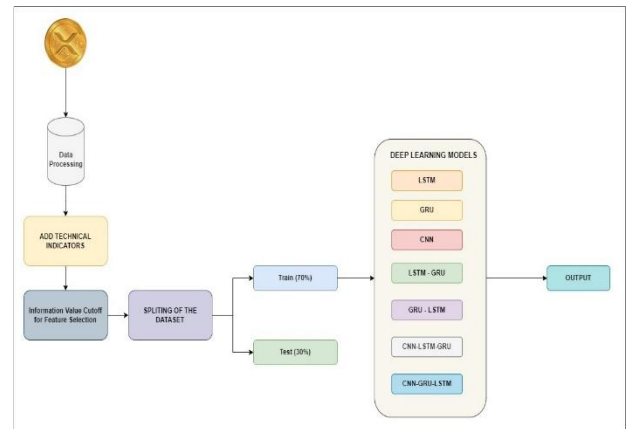 Data
Processing
ADD TECHNICAL
INDICATORS
Information Value Cutoff
for Feature Selection
SPLITING OF THE
DATASET
Train (70%)
Test (30%)
DEEP LEARNING MODELS
LSTM
GRU
CNN
LSTM - GRU
GRU - LSTM
CNN-LSTM-GRU
CNN-GRU-LSTM
OUTPUT